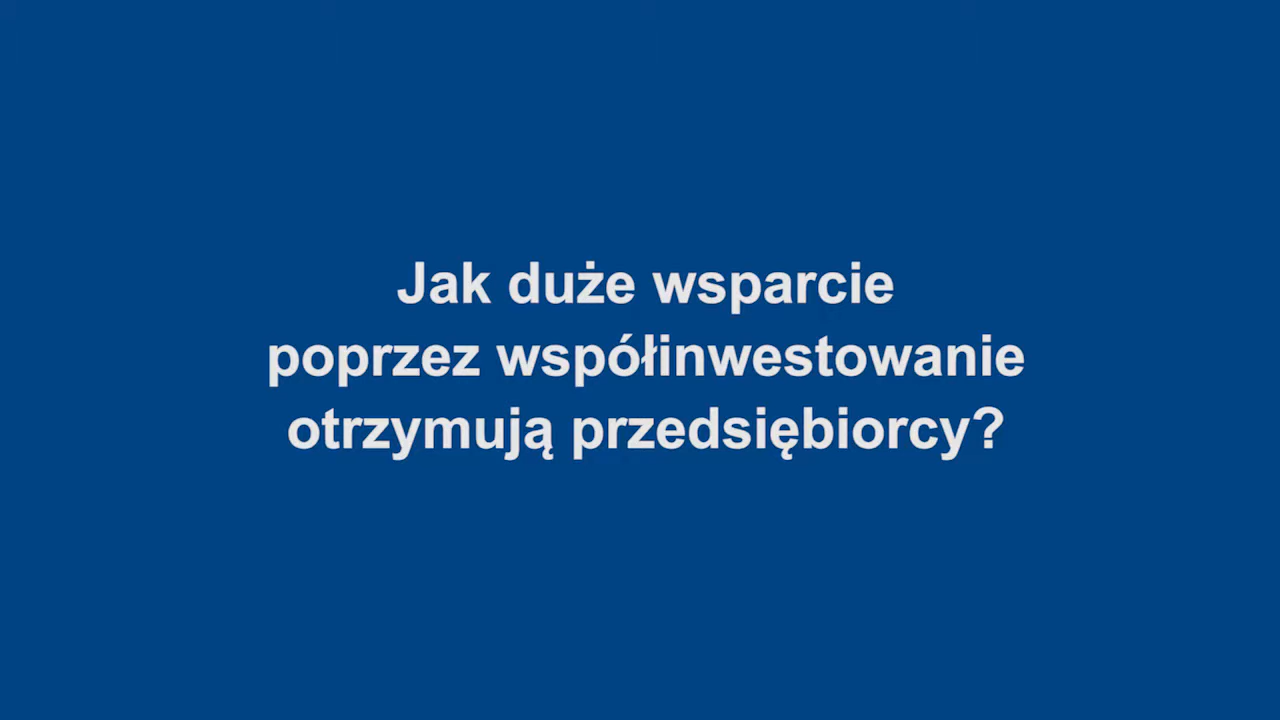 Jak duże wsparcie
poprzez współinwestowanie
otrzymują przedsiębiorcy?